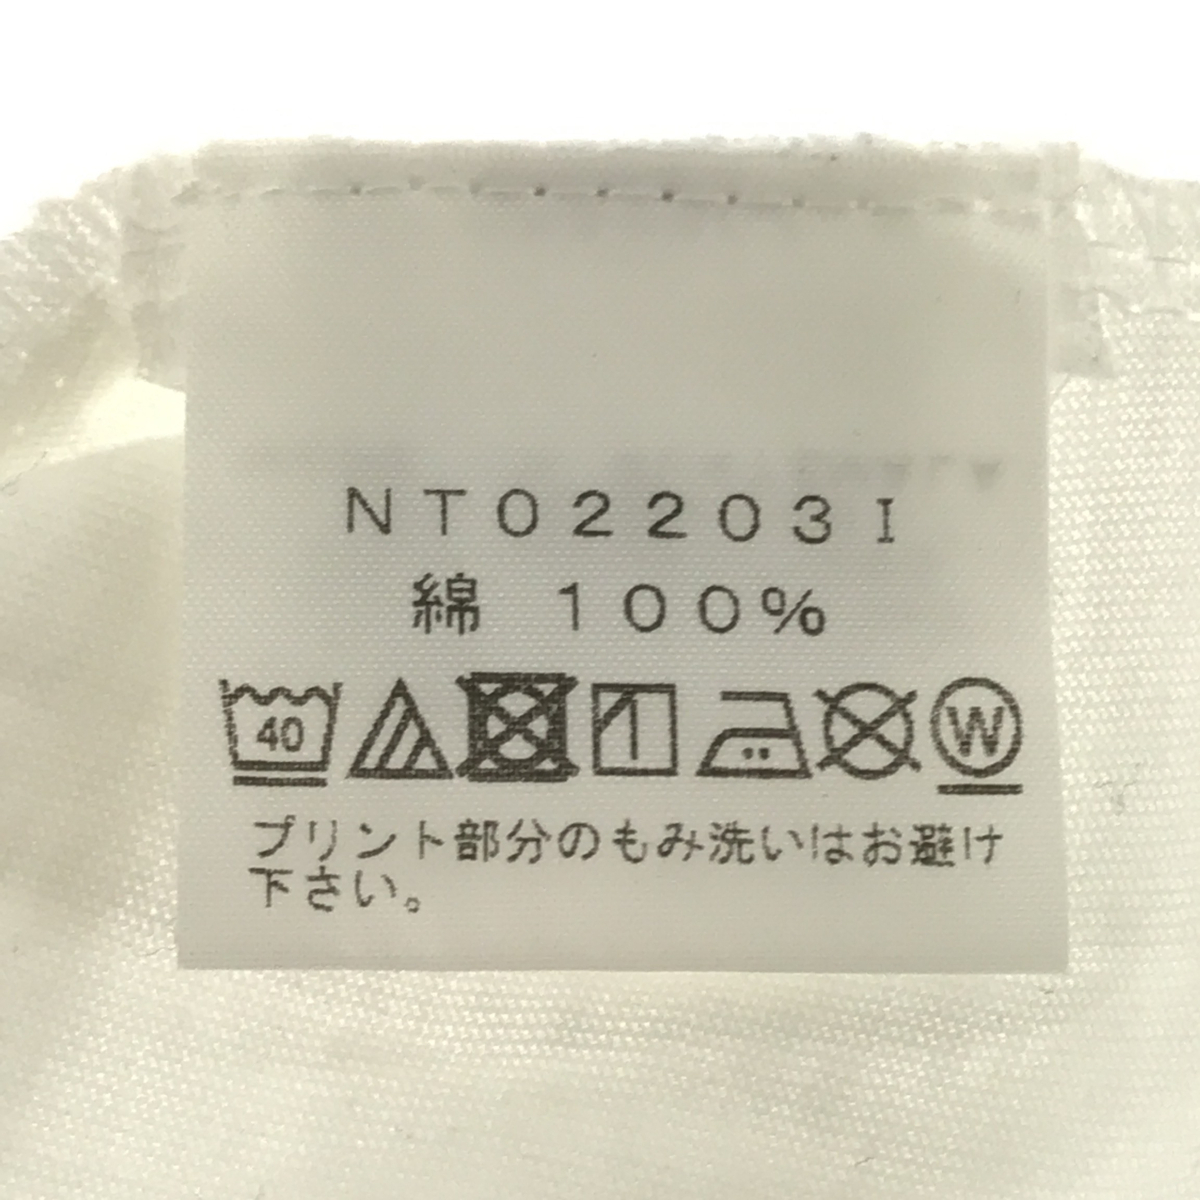 NT02203I
綿 100%
40 W
プリント部分のもみ洗いはお避け
下さい。